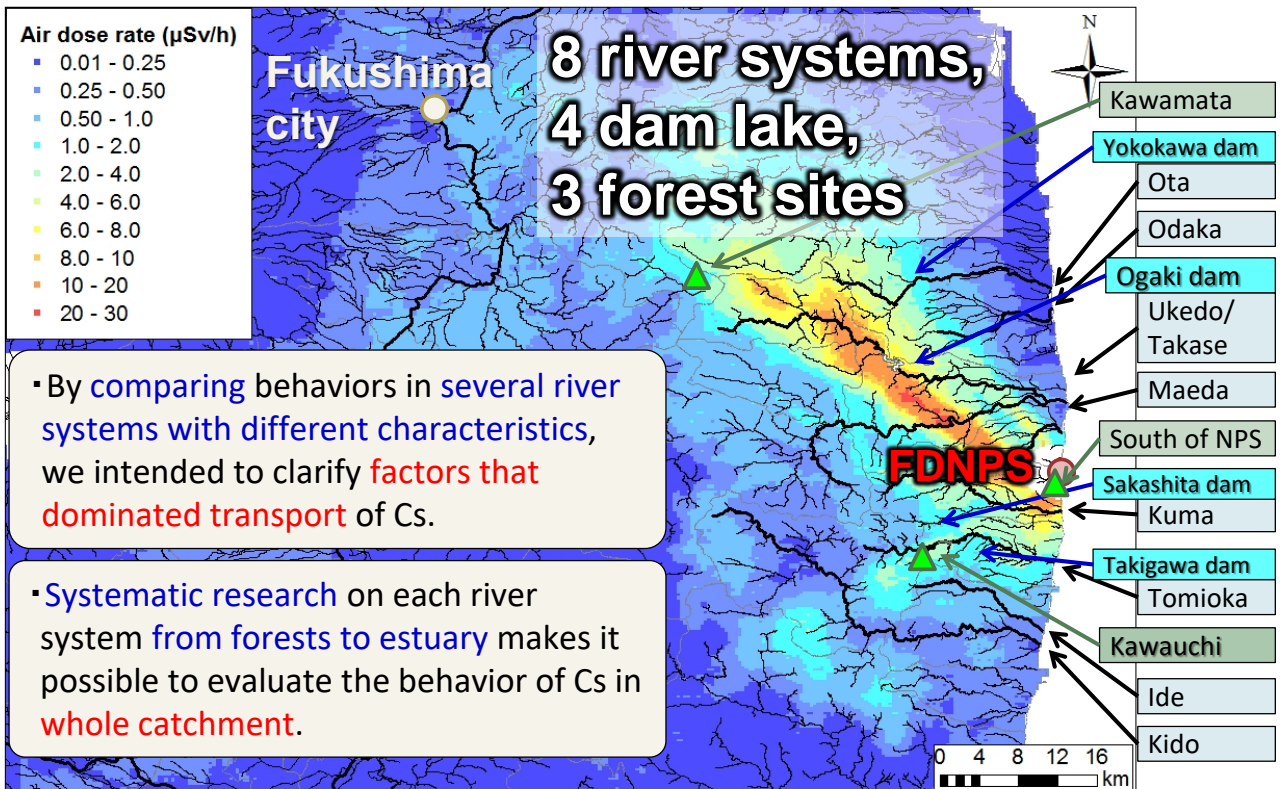 Air dose rate (µSv/h)
0.01 - 0.25
0.25 - 0.50
0.50 - 1.0
1.0 - 2.0
2.0 - 4.0
4.0 - 6.0
6.0 - 8.0
8.0 - 10
10 - 20
20 - 30
Fukushima
city
8 river systems,
4 dam lake,
3 forest sites
N
Kawamata
Yokokawa dam
Ota
Odaka
Ogaki dam
Ukedo/
Takase
Maeda
South of NPS
FDNPS
Sakashita dam
Kuma
Takigawa dam
Tomioka
Kawauchi
Ide
Kido
・By comparing behaviors in several river
systems with different characteristics,
we intended to clarify factors that
dominated transport of Cs.
・Systematic research on each river
system from forests to estuary makes it
possible to evaluate the behavior of Cs in
whole catchment.
0 2 4 8 12 16
km